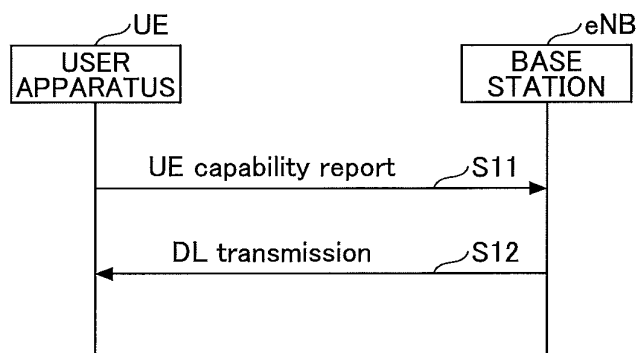 UE
eNB
USER
APPARATUS
BASE
STATION
UE capability report
S11
DL transmission
S12